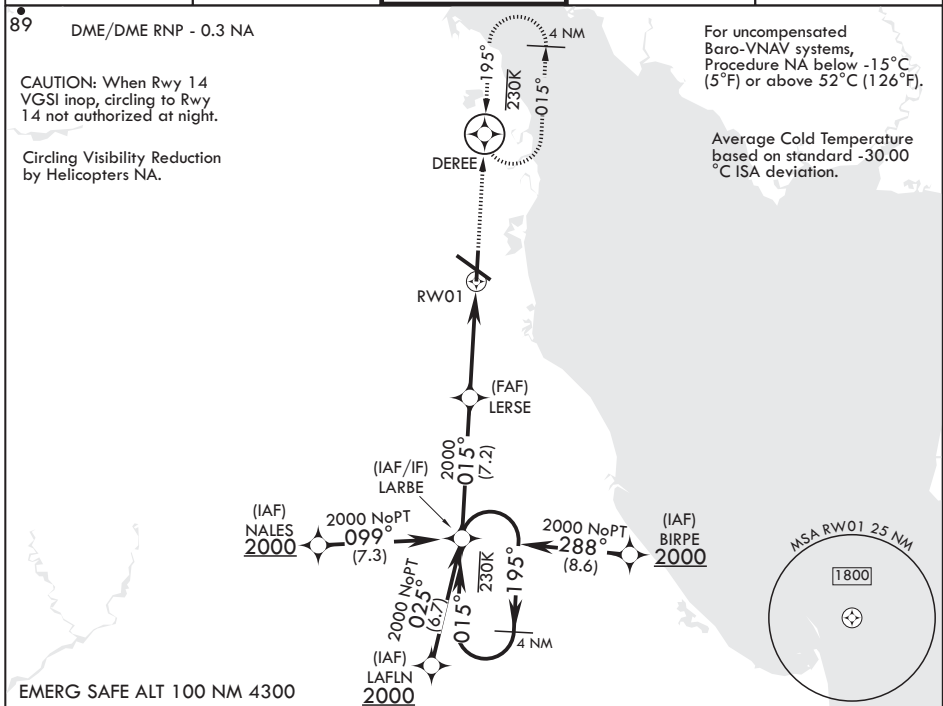 89
DME/DME RNP - 0.3 NA
CAUTION: When Rwy 14
VGSI inop, circling to Rwy
14 not authorized at night.
Circling Visibility Reduction
by Helicopters NA.
4 NM
195°
230K
015°
DEREE
For uncompensated
Baro-VNAV systems,
Procedure NA below -15°C
(5°F) or above 52°C (126°F).
Average Cold Temperature
based on standard -30.00
°C ISA deviation.
RW01
(FAF)
LERSE
2000
015°
(7.2)
(IAF/IF)
LARBE
(IAF)
NALES
2000
2000 NoPT
099°
(7.3)
2000 NoPT
288°
(8.6)
(IAF)
BIRPE
2000
2000 NoPT
025°
(6.7)
015°
230K
195°
4 NM
(IAF)
LAFLN
2000
MSA RW01 25 NM
1800
EMERG SAFE ALT 100 NM 4300